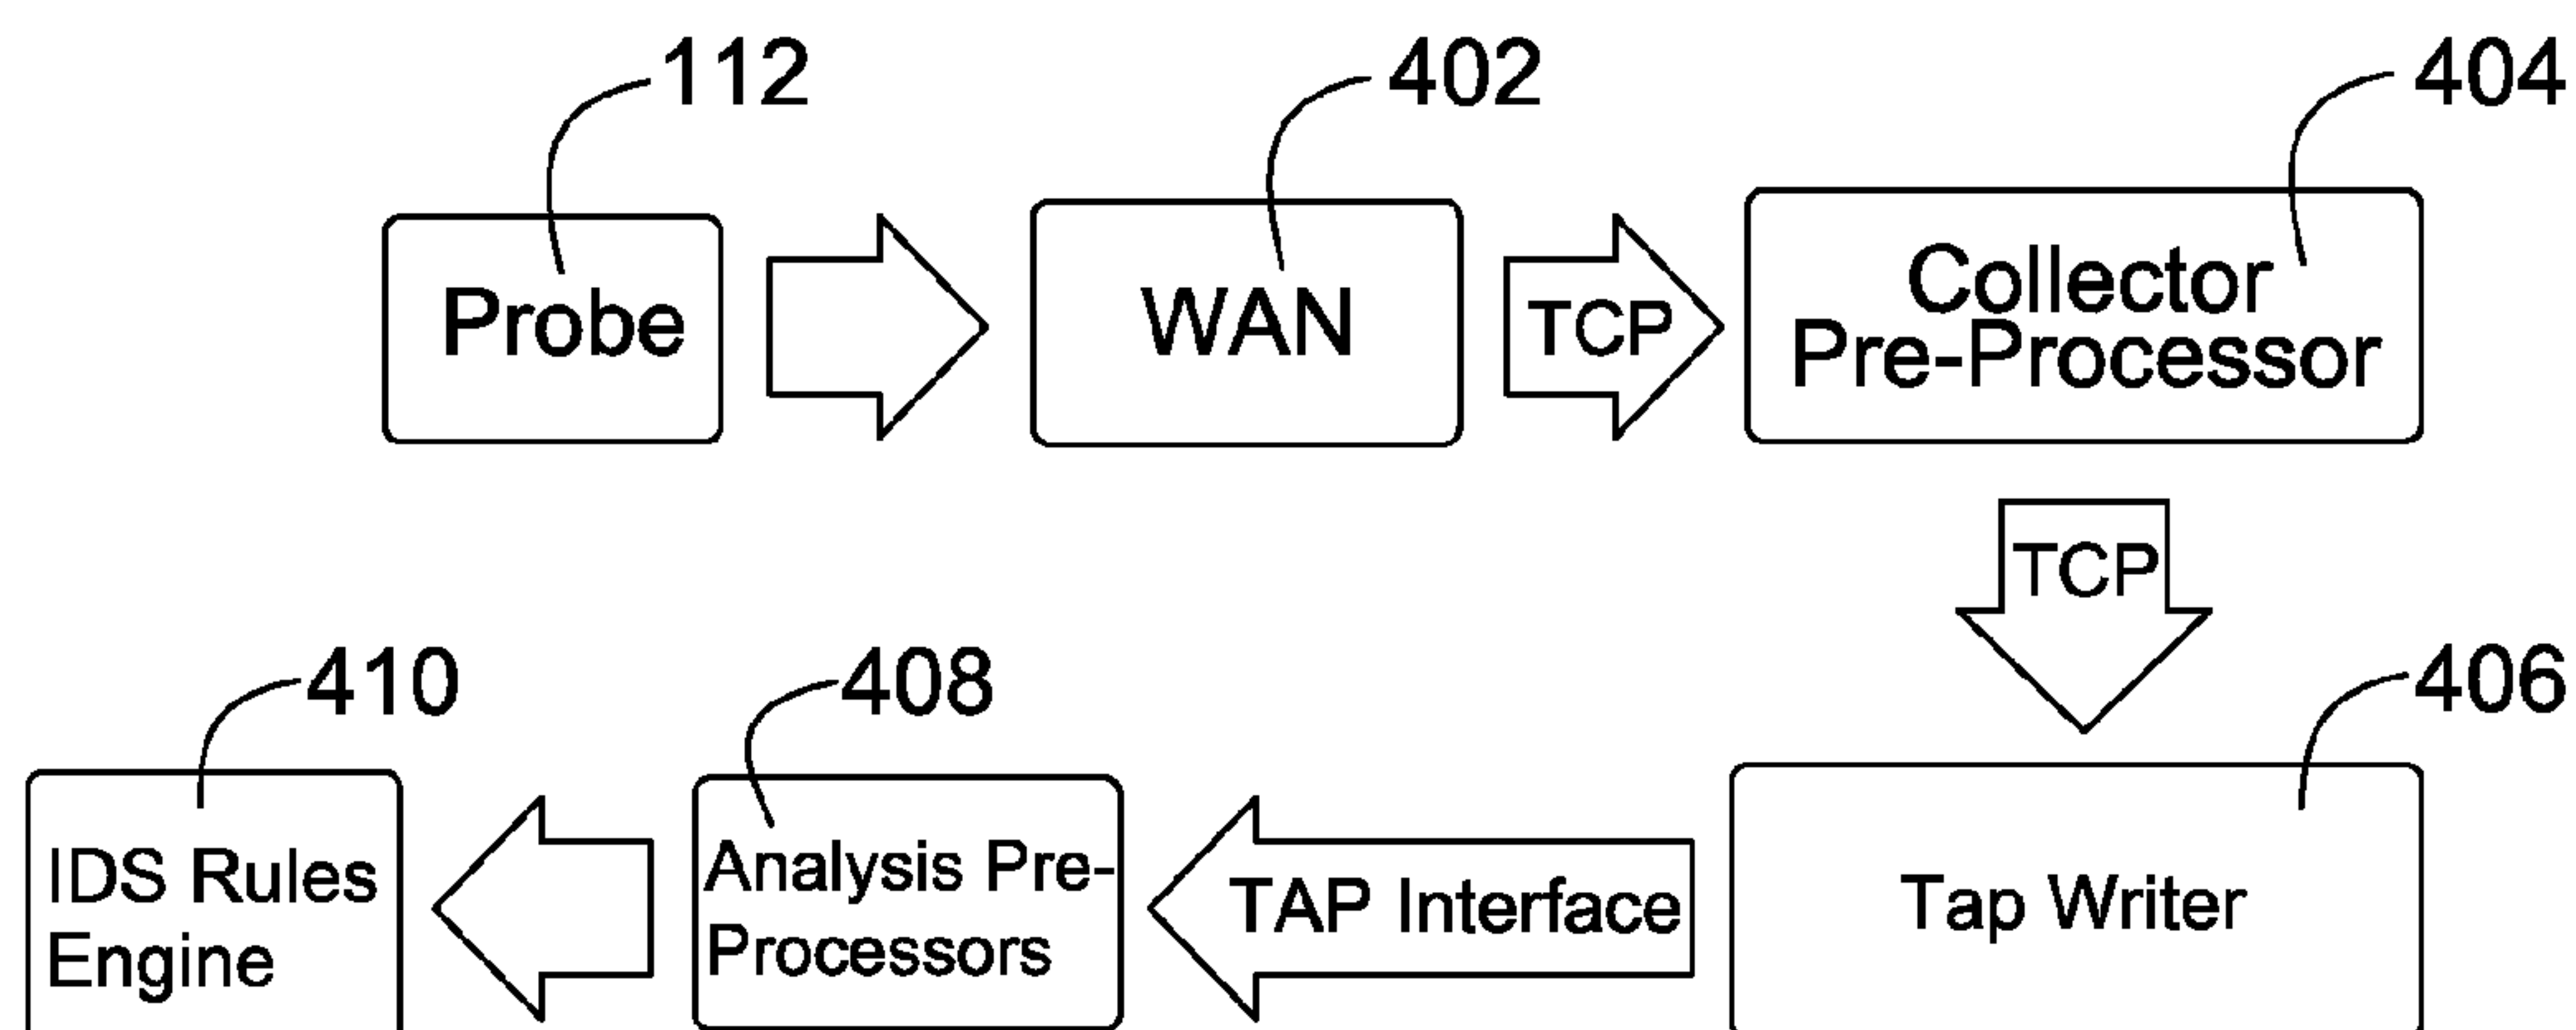 112
402
404
Probe
WAN
TCP
Collector
Pre-Processor
TCP
410
408
406
IDS Rules
Engine
Analysis Pre-
Processors
TAP Interface
Tap Writer